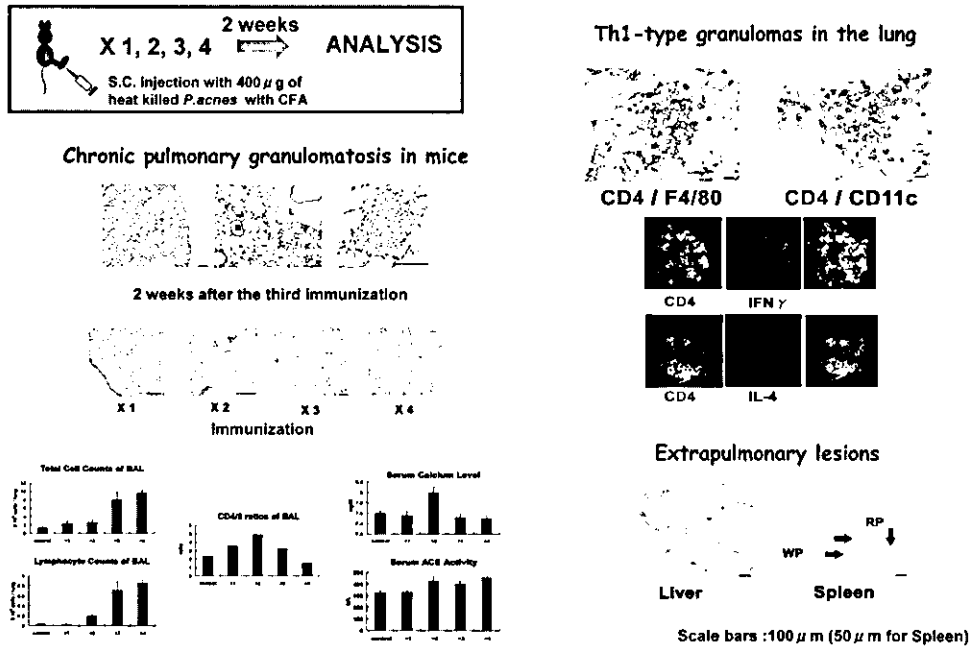 2 weeks
X 1, 2, 3, 4
ANALYSIS
S.C. injection with 400 μg of
heat killed P.acnes with CFA
Chronic pulmonary granulomatosis in mice
2 weeks after the third immunization
X 1
X 2
X 3
X 4
Immunization
Total Cell Counts of BAL
Lymphocyte Counts of BAL
CD4/8 ratios of BAL
Serum Calcium Level
Serum ACE Activity
Th1-type granulomas in the lung
CD4 / F4/80
CD4 / CD11c
CD4
IFN γ
CD4
IL-4
Extrapulmonary lesions
RP
WP
Liver
Spleen
Scale bars :100 μm (50 μm for Spleen)